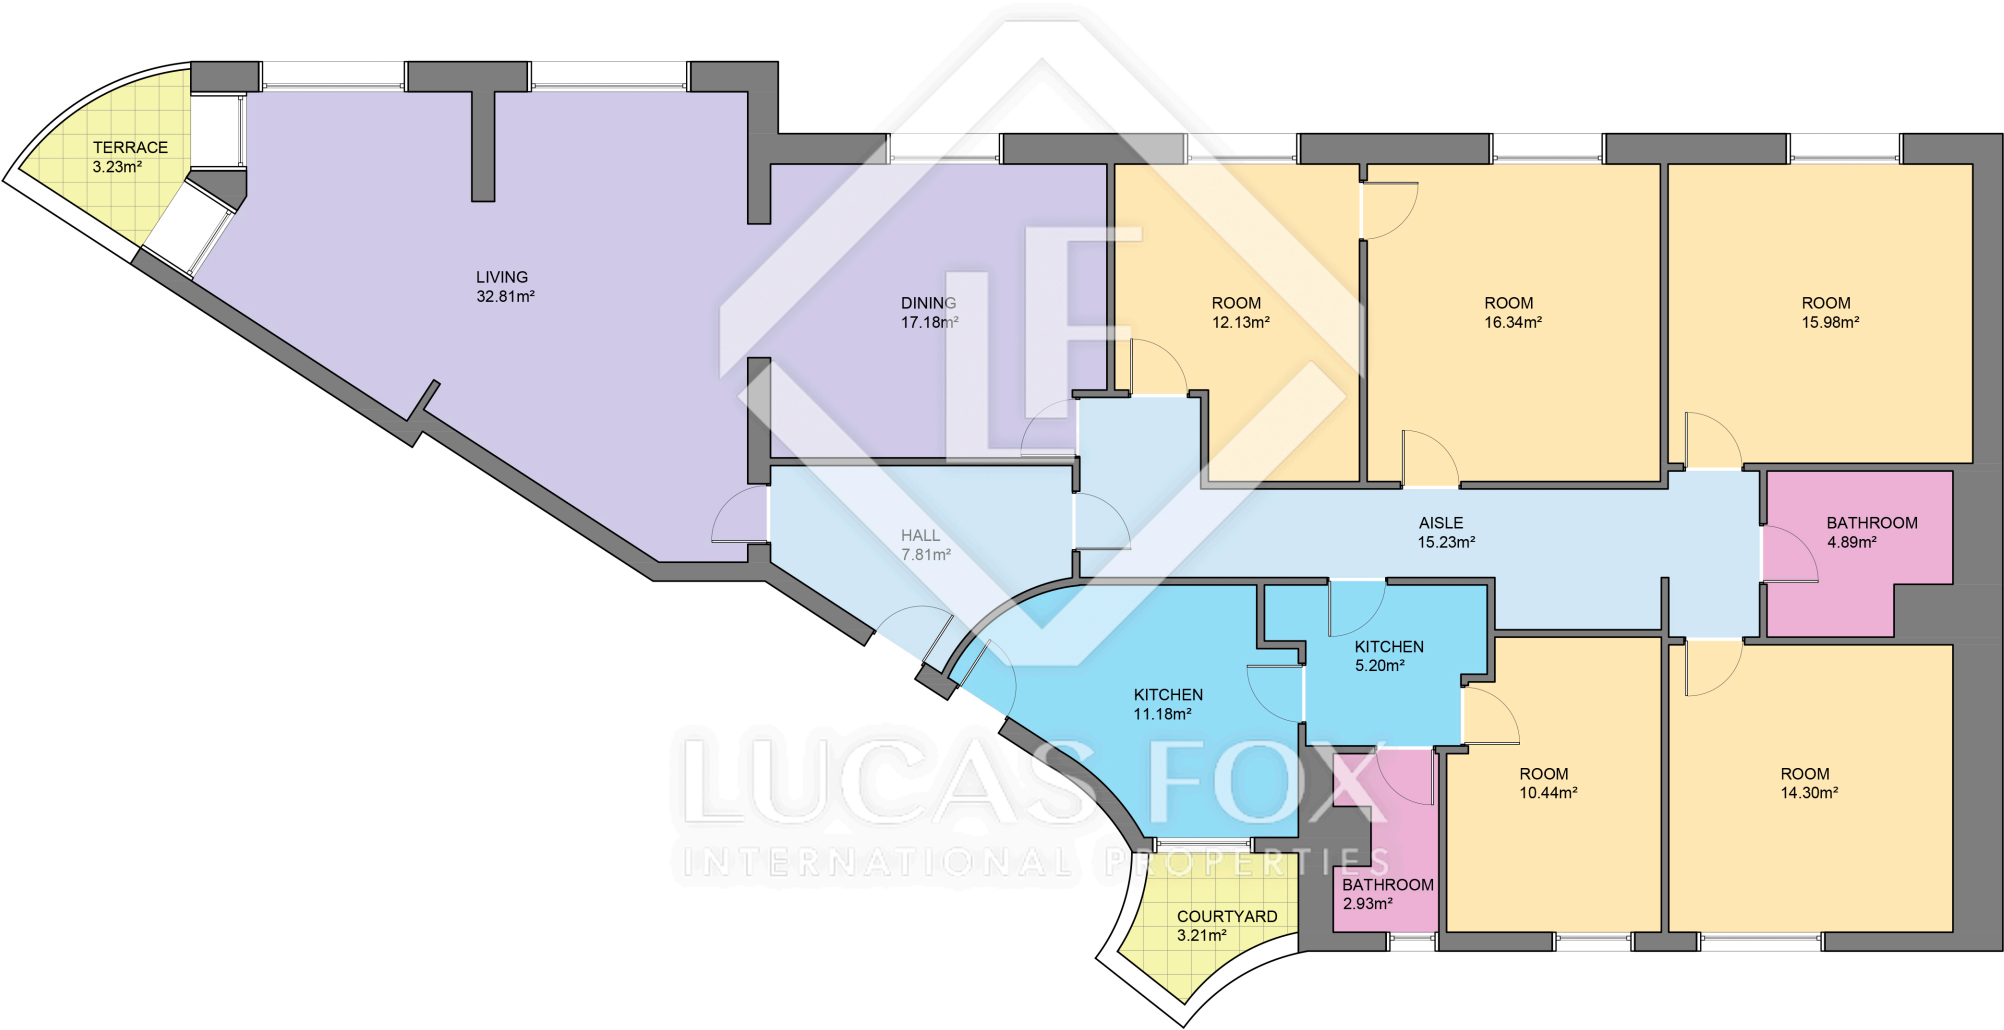 TERRACE
3.23m²
LIVING
32.81m²
DINING
17.18m²
ROOM
12.13m²
ROOM
16.34m²
ROOM
15.98m²
HALL
7.81m²
AISLE
15.23m²
BATHROOM
4.89m²
KITCHEN
5.20m²
KITCHEN
11.18m²
ROOM
10.44m²
ROOM
14.30m²
BATHROOM
2.93m²
COURTYARD
3.21m²
LF
LUCAS FOX
INTERNATIONAL PROPERTIES